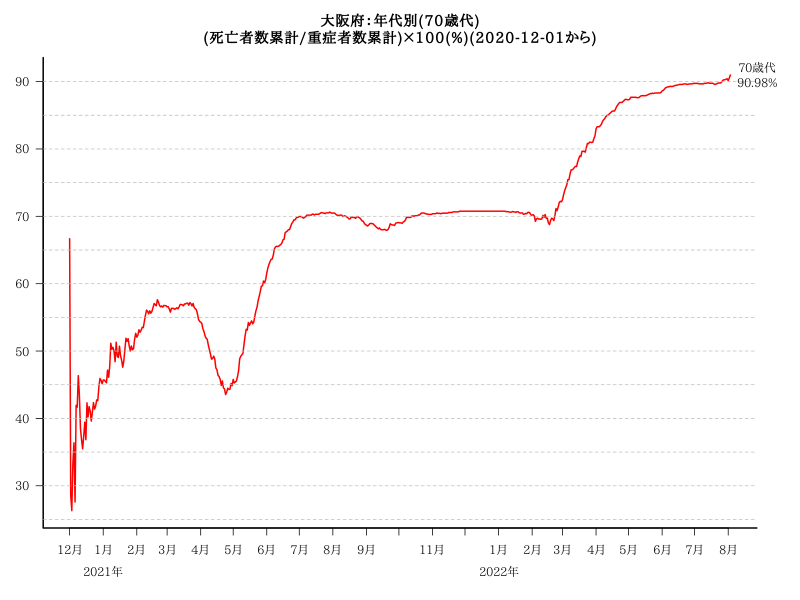 大阪府:年代別(70歳代)
(死亡者数累計/重症者数累計)×100(%)(2020-12-01から)
70歳代
90.98%
90
80
70
60
50
40
30
12月 1月 2月 3月 4月 5月 6月 7月 8月 9月 11月 1月 2月 3月 4月 5月 6月 7月 8月
2021年 2022年